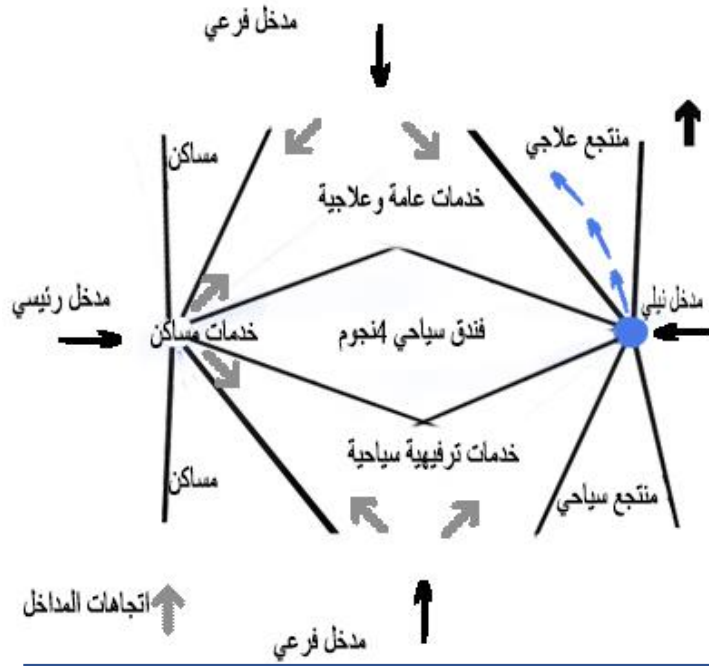 مدخل فرعي
منتجع علاجي
مساكن
خدمات عامة وعلاجية
مدخل رئيسي
خدمات مساكن
فندق سياحي 4نجوم
مدخل نيلي
خدمات ترفيهية سياحية
مساكن
منتجع سياحي
اتجاهات المداخل
مدخل فرعي